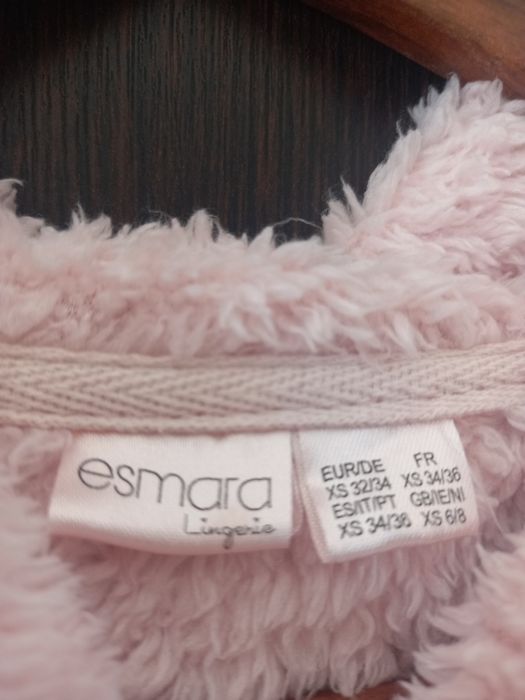 esmara
Lingerie
EUR/DE FR
XS 32/34 XS 34/36
ES/IT/PT GB/IE/NI
XS 34/36 XS 6/8